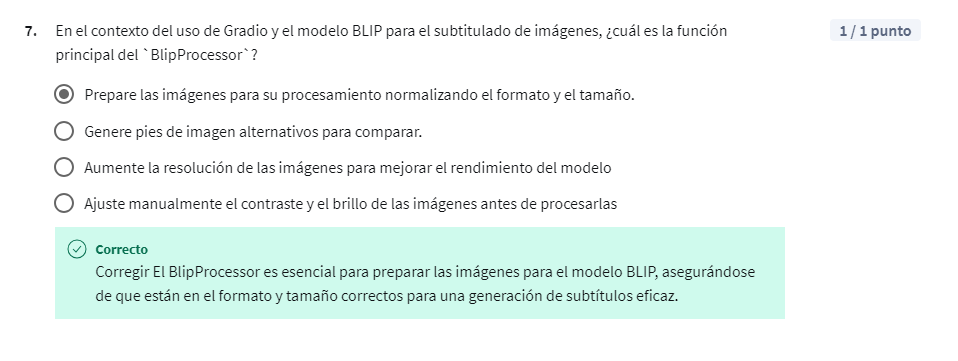 7. En el contexto del uso de Gradio y el modelo BLIP para el subtitulado de imágenes, ¿cuál es la función
principal del `BlipProcessor`?
1 / 1 punto
Prepare las imágenes para su procesamiento normalizando el formato y el tamaño.
Genere pies de imagen alternativos para comparar.
Aumente la resolución de las imágenes para mejorar el rendimiento del modelo
Ajuste manualmente el contraste y el brillo de las imágenes antes de procesarlas
Correcto
Corregir El BlipProcessor es esencial para preparar las imágenes para el modelo BLIP, asegurándose
de que están en el formato y tamaño correctos para una generación de subtítulos eficaz.